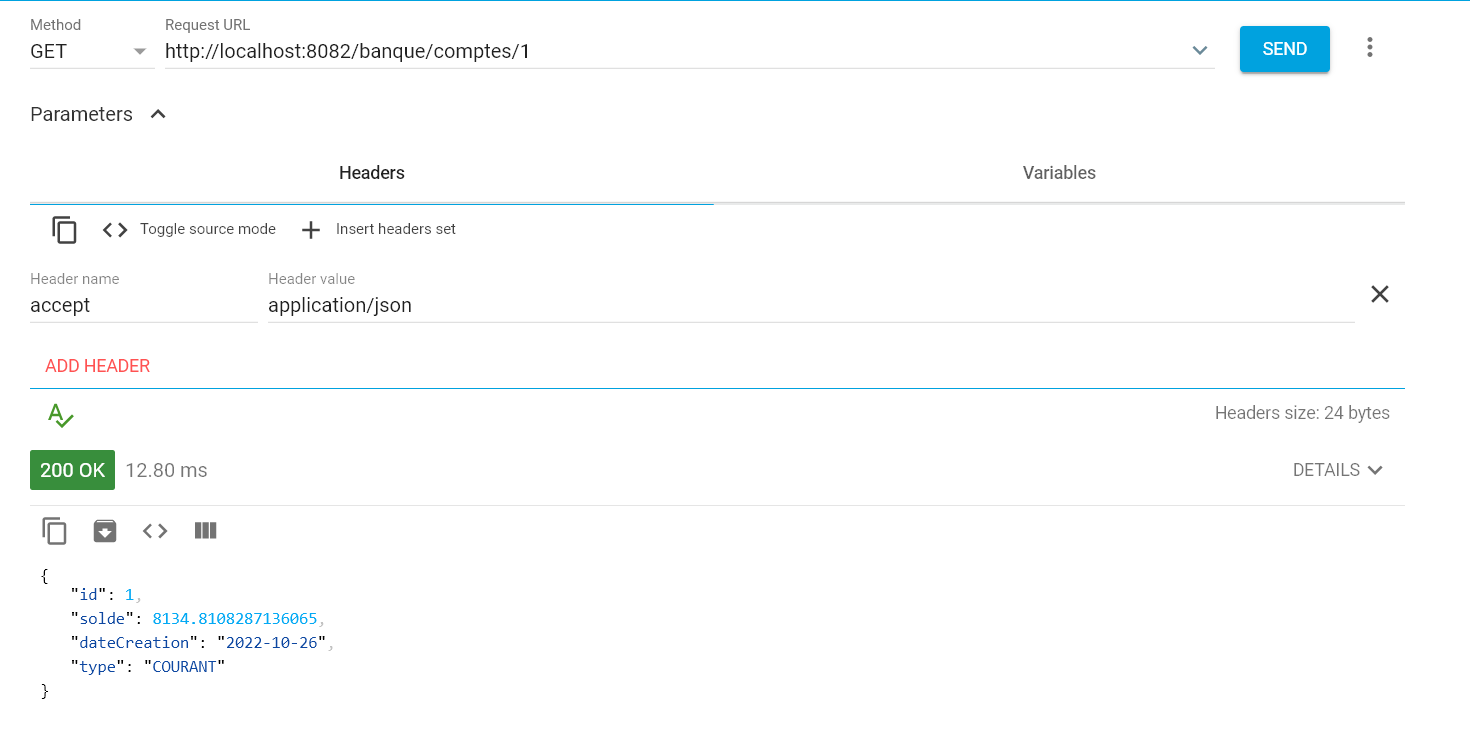 Method Request URL
GET http://localhost:8082/banque/comptes/1 SEND
Parameters
Headers Variables
Toggle source mode Insert headers set
Header name Header value
accept application/json
ADD HEADER
Headers size: 24 bytes
200 OK 12.80 ms DETAILS
{
"id": 1,
"solde": 8134.8108287136065,
"dateCreation": "2022-10-26",
"type": "COURANT"
}